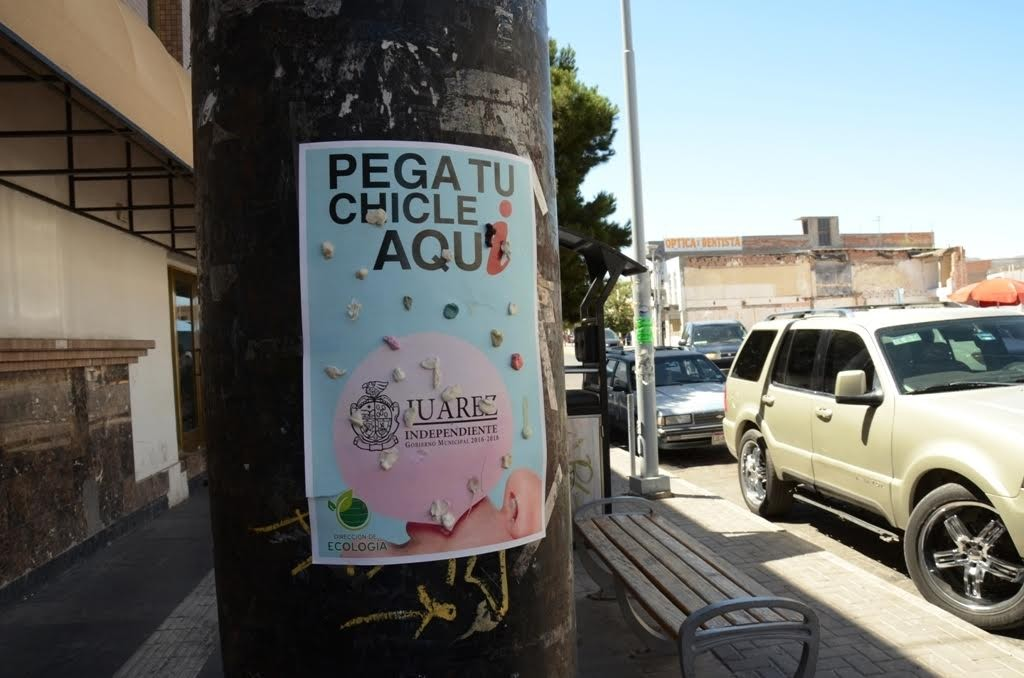 PEGA TU
CHICLE
AQUi
JUAREZ
INDEPENDIENTE
GOBIERNO MUNICIPAL 2016-2018
DIRECCIÓN DE
ECOLOGÍA
OPTICA Y DENTISTA